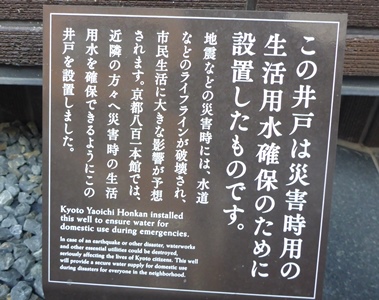 この井戸は災害時用の
生活用水確保のために
設置したものです。
地震などの災害時には、水道
などのライフラインが破壊され、
市民生活に大きな影響が予想
されます。京都八百一本館では、
近隣の方々へ災害時の生活
用水を確保できるようにこの
井戸を設置しました。
Kyoto Yaoichi Honkan installed
this well to ensure water for
domestic use during emergencies.
In case of an earthquake or other disaster, waterworks
and other essential utilities could be destroyed,
seriously affecting the lives of Kyoto citizens. This well
will provide a secure water supply for domestic use
during disasters for everyone in the neighborhood.